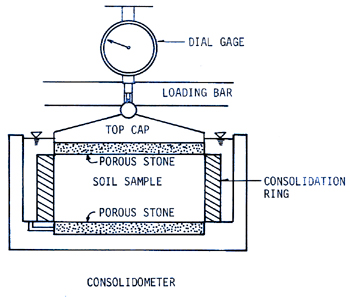 DIAL GAGE
LOADING BAR
TOP CAP
POROUS STONE
SOIL SAMPLE
CONSOLIDATION
RING
POROUS STONE
CONSOLIDOMETER